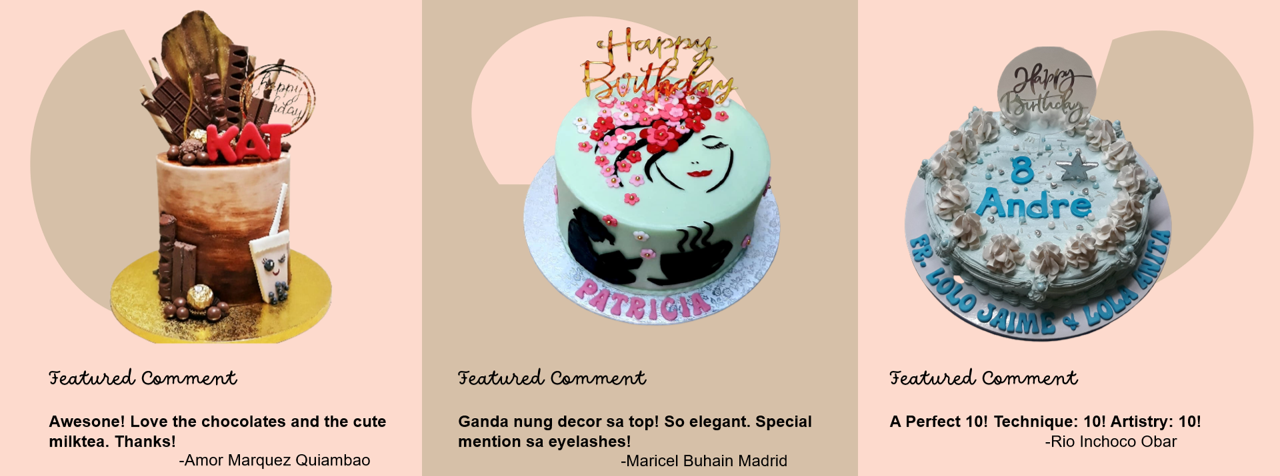 happy
birthday
KAT
Featured Comment
Awesone! Love the chocolates and the cute
milktea. Thanks!
-Amor Marquez Quiambao
Happy
Birthday
PATRICIA
Featured Comment
Ganda nung decor sa top! So elegant. Special
mention sa eyelashes!
-Maricel Buhain Madrid
Happy
Birthday
8
Andre
FR. LOLO JAIME & LOLA ANITA
Featured Comment
A Perfect 10! Technique: 10! Artistry: 10!
-Rio Inchoco Obar